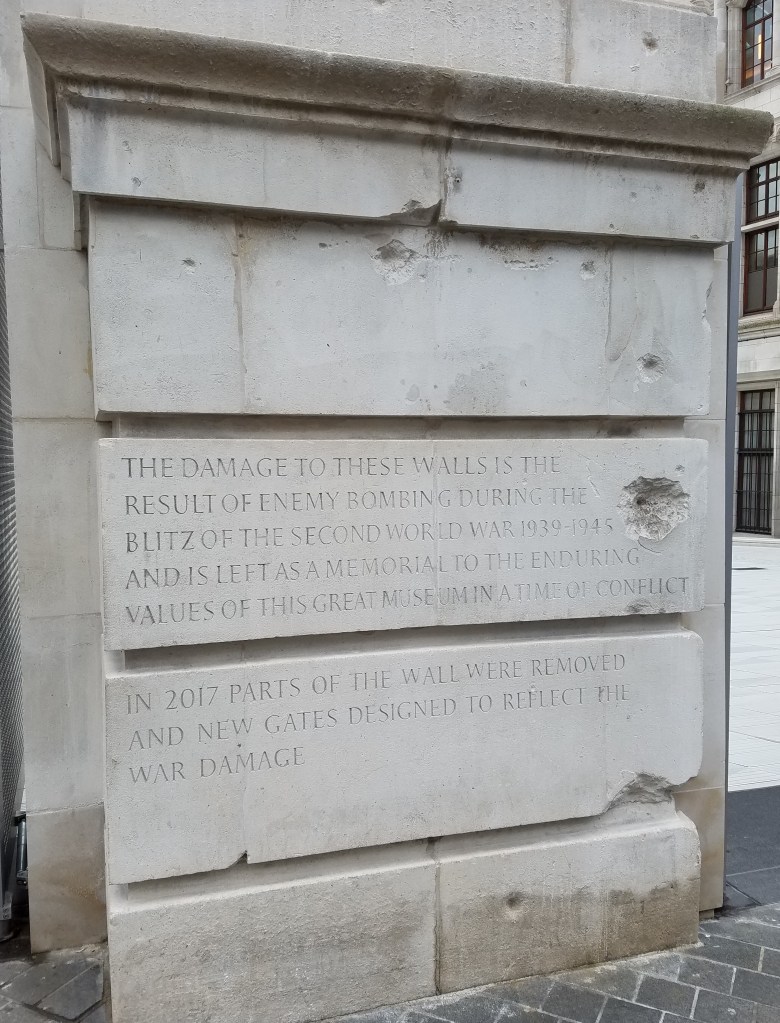 THE DAMAGE TO THESE WALLS IS THE
RESULT OF ENEMY BOMBING DURING THE
BLITZ OF THE SECOND WORLD WAR 1939-1945
AND IS LEFT AS A MEMORIAL TO THE ENDURING
VALUES OF THIS GREAT MUSEUM IN A TIME OF CONFLICT
IN 2017 PARTS OF THE WALL WERE REMOVED
AND NEW GATES DESIGNED TO REFLECT THE
WAR DAMAGE